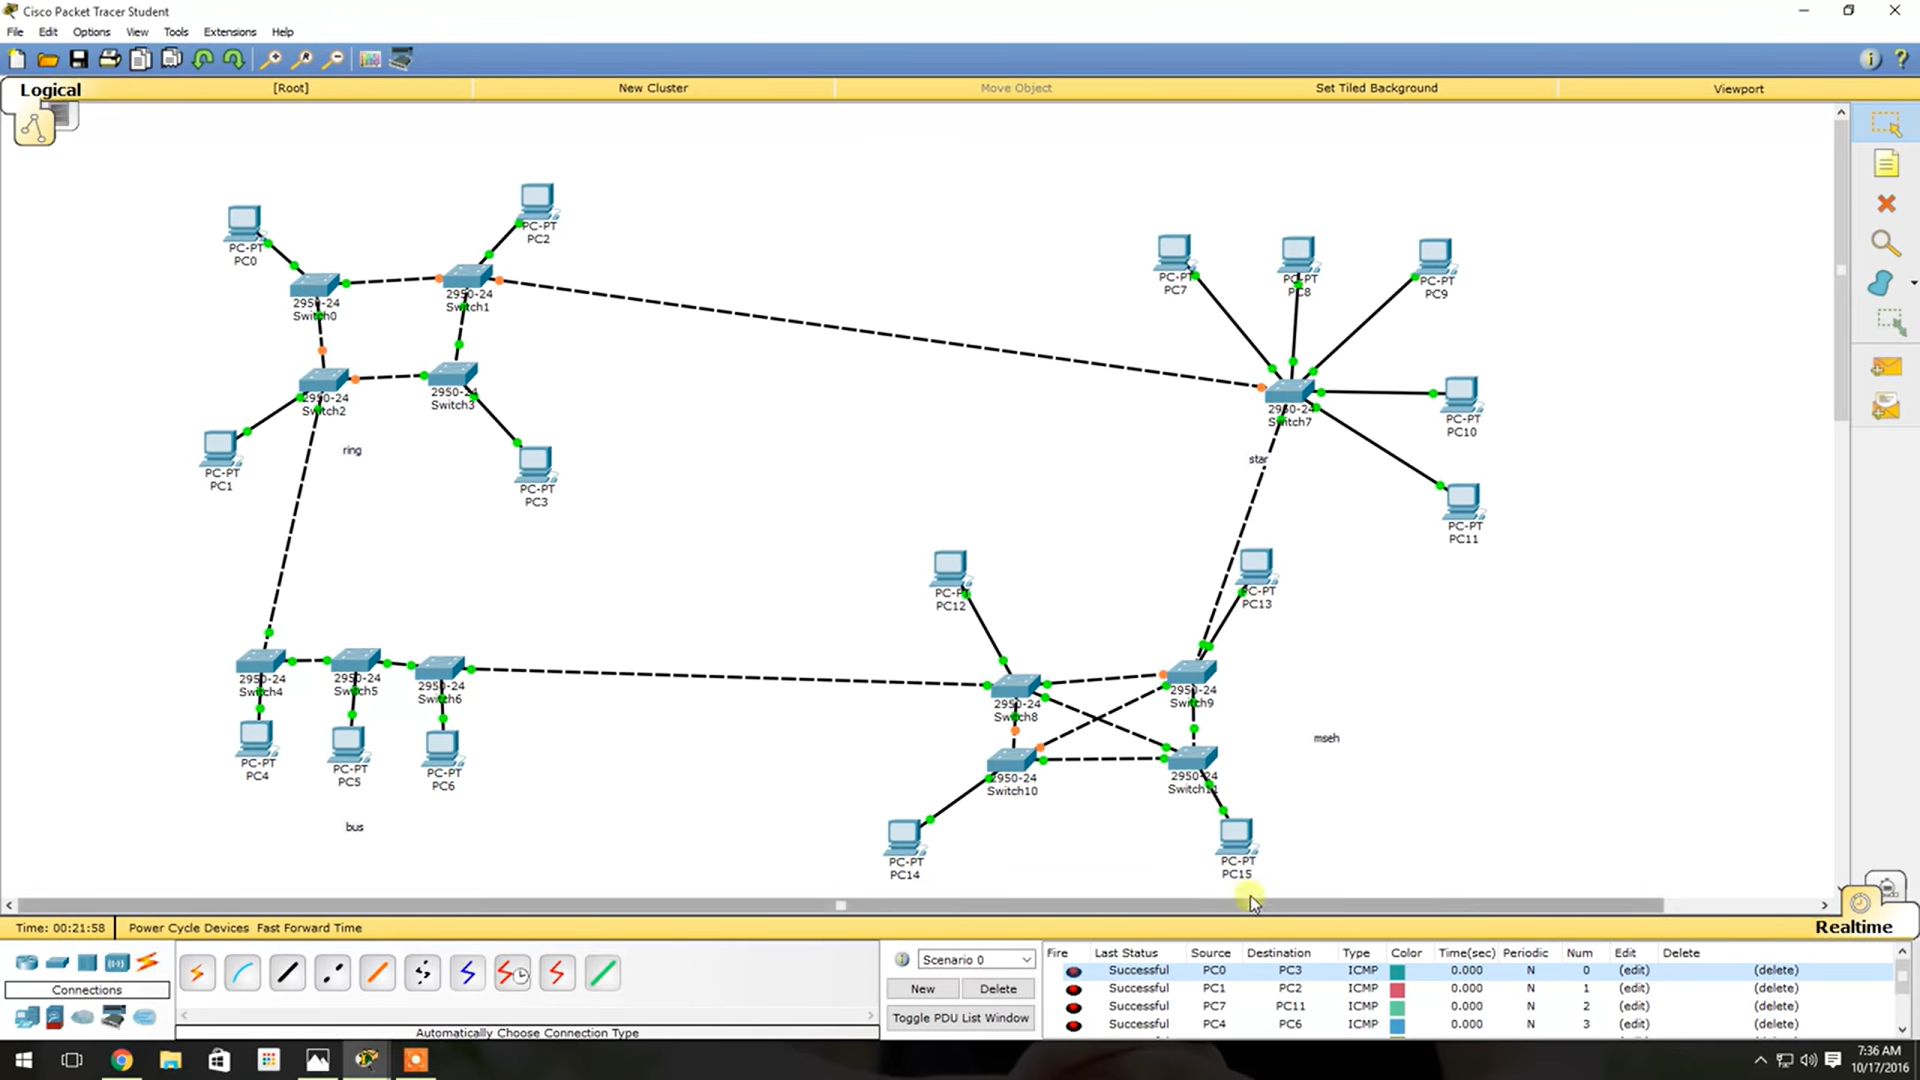 Cisco Packet Tracer Student
File Edit Options View Tools Extensions Help
Logical [Root] New Cluster Move Object Set Tiled Background Viewport
PC-PT
PC0
PC-PT
PC2
2950-24
Switch0
2950-24
Switch1
2950-24
Switch2
2950-24
Switch3
PC-PT
PC1
ring
PC-PT
PC3
PC-PT
PC7
PC-PT
PC8
PC-PT
PC9
2950-24
Switch7
PC-PT
PC10
star
PC-PT
PC11
PC-PT
PC12
PC-PT
PC13
2950-24
Switch4
2950-24
Switch5
2950-24
Switch6
PC-PT
PC4
PC-PT
PC5
PC-PT
PC6
bus
2950-24
Switch8
2950-24
Switch9
mseh
2950-24
Switch10
2950-24
Switch11
PC-PT
PC14
PC-PT
PC15
Time: 00:21:58 Power Cycle Devices Fast Forward Time Realtime
Connections
Automatically Choose Connection Type
Scenario 0
New Delete
Toggle PDU List Window
Fire Last Status Source Destination Type Color Time(sec) Periodic Num Edit Delete
Successful PC0 PC3 ICMP 0.000 N 0 (edit) (delete)
Successful PC1 PC2 ICMP 0.000 N 1 (edit) (delete)
Successful PC7 PC11 ICMP 0.000 N 2 (edit) (delete)
Successful PC4 PC6 ICMP 0.000 N 3 (edit) (delete)
7:36 AM
10/17/2016